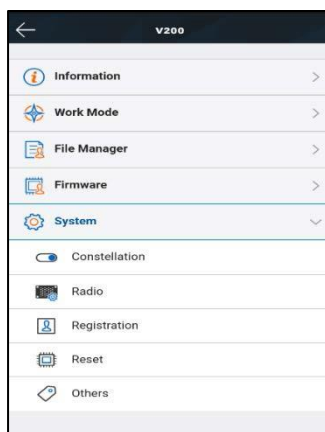 V200
Information
Work Mode
File Manager
Firmware
System
Constellation
Radio
Registration
Reset
Others